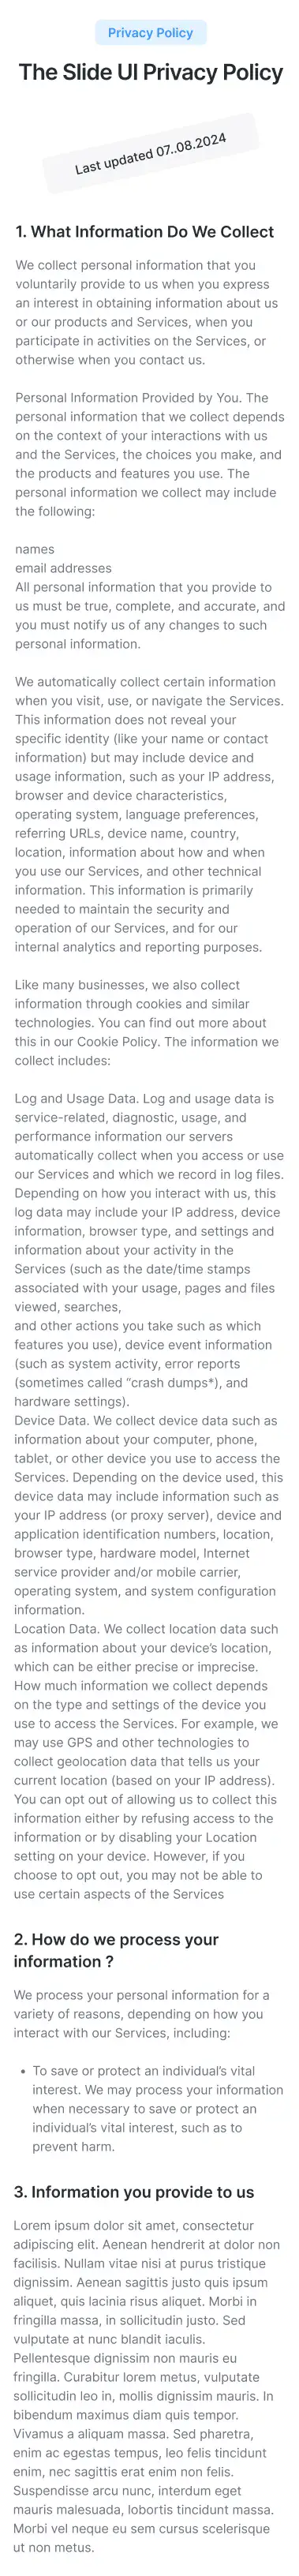 Privacy Policy
The Slide UI Privacy Policy
Last updated 07..08.2024
1. What Information Do We Collect
We collect personal information that you
voluntarily provide to us when you express
an interest in obtaining information about us
or our products and Services, when you
participate in activities on the Services, or
otherwise when you contact us.
Personal Information Provided by You. The
personal information that we collect depends
on the context of your interactions with us
and the Services, the choices you make, and
the products and features you use. The
personal information we collect may include
the following:
names
email addresses
All personal information that you provide to
us must be true, complete, and accurate, and
you must notify us of any changes to such
personal information.
We automatically collect certain information
when you visit, use, or navigate the Services.
This information does not reveal your
specific identity (like your name or contact
information) but may include device and
usage information, such as your IP address,
browser and device characteristics,
operating system, language preferences,
referring URLs, device name, country,
location, information about how and when
you use our Services, and other technical
information. This information is primarily
needed to maintain the security and
operation of our Services, and for our
internal analytics and reporting purposes.
Like many businesses, we also collect
information through cookies and similar
technologies. You can find out more about
this in our Cookie Policy. The information we
collect includes:
Log and Usage Data. Log and usage data is
service-related, diagnostic, usage, and
performance information our servers
automatically collect when you access or use
our Services and which we record in log files.
Depending on how you interact with us, this
log data may include your IP address, device
information, browser type, and settings and
information about your activity in the
Services (such as the date/time stamps
associated with your usage, pages and files
viewed, searches,
and other actions you take such as which
features you use), device event information
(such as system activity, error reports
(sometimes called “crash dumps*), and
hardware settings).
Device Data. We collect device data such as
information about your computer, phone,
tablet, or other device you use to access the
Services. Depending on the device used, this
device data may include information such as
your IP address (or proxy server), device and
application identification numbers, location,
browser type, hardware model, Internet
service provider and/or mobile carrier,
operating system, and system configuration
information.
Location Data. We collect location data such
as information about your device’s location,
which can be either precise or imprecise.
How much information we collect depends
on the type and settings of the device you
use to access the Services. For example, we
may use GPS and other technologies to
collect geolocation data that tells us your
current location (based on your IP address).
You can opt out of allowing us to collect this
information either by refusing access to the
information or by disabling your Location
setting on your device. However, if you
choose to opt out, you may not be able to
use certain aspects of the Services
2. How do we process your
information ?
We process your personal information for a
variety of reasons, depending on how you
interact with our Services, including:
• To save or protect an individual’s vital
interest. We may process your information
when necessary to save or protect an
individual’s vital interest, such as to
prevent harm.
3. Information you provide to us
Lorem ipsum dolor sit amet, consectetur
adipiscing elit. Aenean hendrerit at dolor non
facilisis. Nullam vitae nisi at purus tristique
dignissim. Aenean sagittis justo quis ipsum
aliquet, quis lacinia risus aliquet. Morbi in
fringilla massa, in sollicitudin justo. Sed
vulputate at nunc blandit iaculis.
Pellentesque dignissim non mauris eu
fringilla. Curabitur lorem metus, vulputate
sollicitudin leo in, mollis dignissim mauris. In
bibendum maximus diam quis tempor.
Vivamus a aliquam massa. Sed pharetra,
enim ac egestas tempus, leo felis tincidunt
enim, nec sagittis erat enim non felis.
Suspendisse arcu nunc, interdum eget
mauris malesuada, lobortis tincidunt massa.
Morbi vel neque eu sem cursus scelerisque
ut non metus.